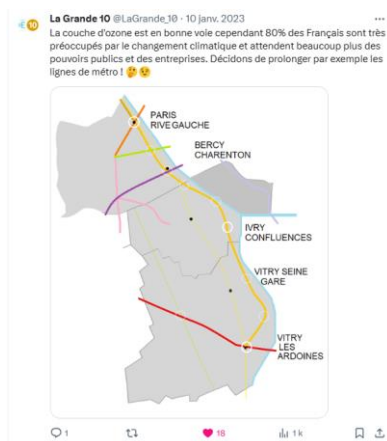 La Grande 10 @LaGrande_10 · 10 janv. 2023 ...
10
La couche d'ozone est en bonne voie cependant 80% des Français sont très
préoccupés par le changement climatique et attendent beaucoup plus des
pouvoirs publics et des entreprises. Décidons de prolonger par exemple les
lignes de métro ! 🤔😉
PARIS
RIVE GAUCHE
BERCY
CHARENTON
IVRY
CONFLUENCES
VITRY SEINE
GARE
VITRY
LES
ARDOINES
1 18 1 k